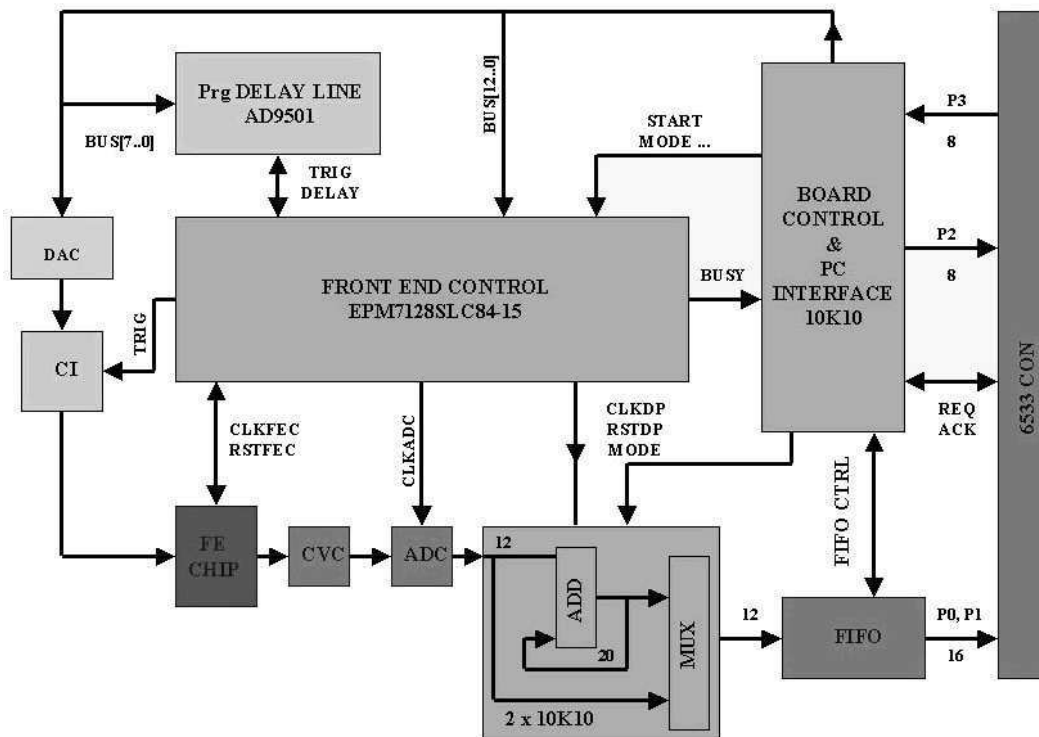 Prg DELAY LINE
AD9501
BUS[7..0]
BUS[12..0]
TRIG
DELAY
START
MODE ...
BOARD
CONTROL
&
PC
INTERFACE
10K10
P3
8
P2
8
REQ
ACK
6533 CON
DAC
CI
TRIG
FRONT END CONTROL
EPM7128SLC84-15
BUSY
CLKFEC
RSTFEC
CLKADC
CLKDP
RSTDP
MODE
FIFO CTRL
FE
CHIP
CVC
ADC
12
ADD
20
MUX
2 x 10K10
12
FIFO
P0, P1
16